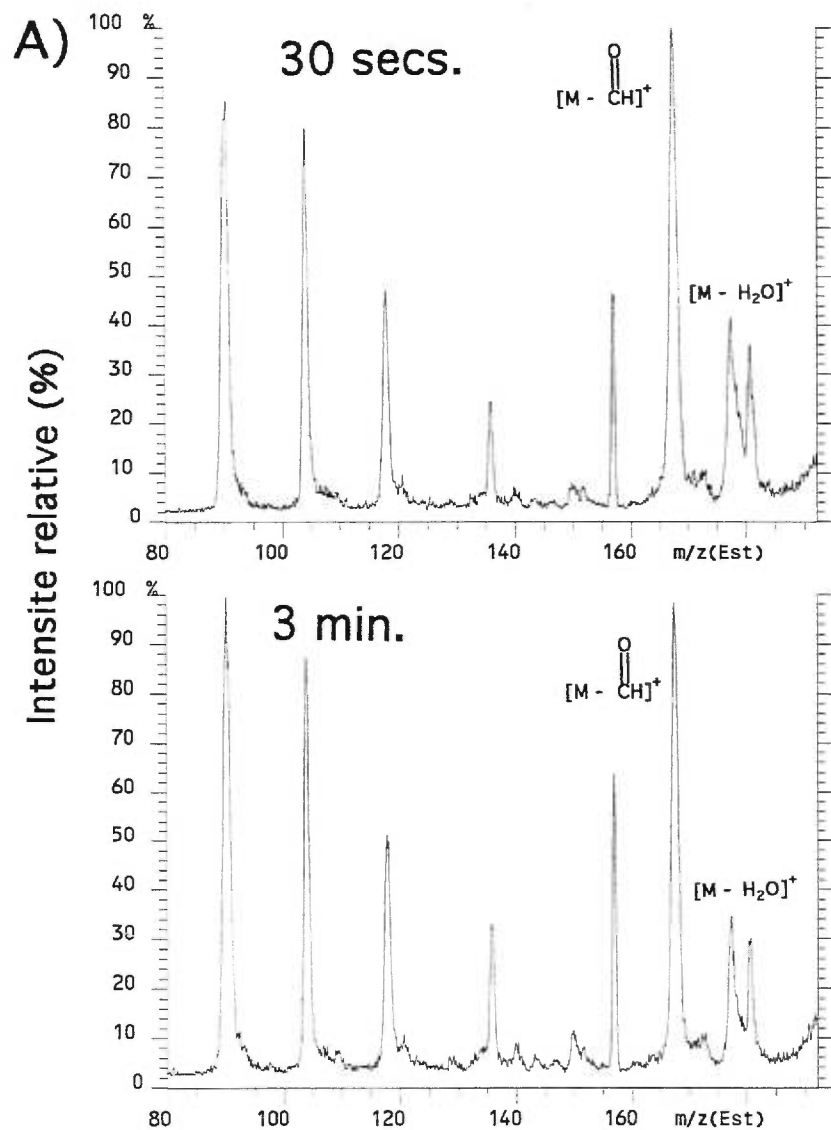 A)
30 secs.
Intensite relative (%)
100 %
90
80
70
60
50
40
30
20
10
0
O
[M - CH]+
[M - H2O]+
80 100 120 140 160 m/z(Est)
3 min.
100 %
90
80
70
60
50
40
30
20
10
0
O
[M - CH]+
[M - H2O]+
80 100 120 140 160 m/z(Est)